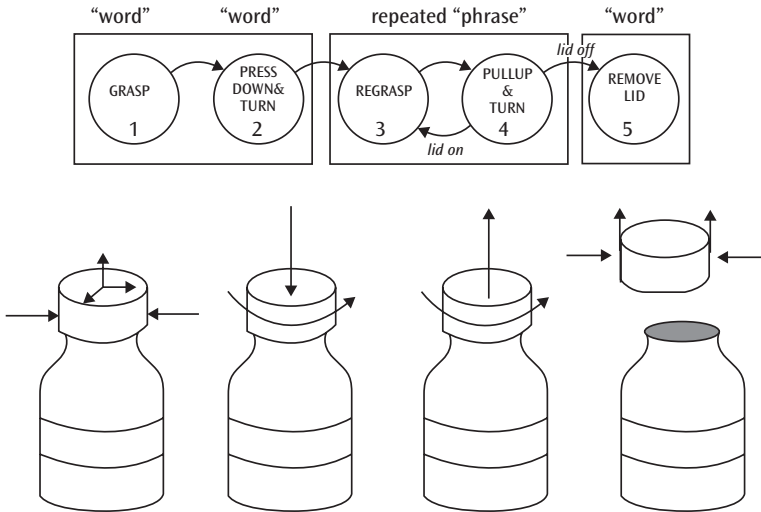 “word”
“word”
repeated “phrase”
“word”
GRASP
1
PRESS
DOWN&
TURN
2
REGRASP
3
PULLUP
&
TURN
4
lid off
lid on
REMOVE
LID
5